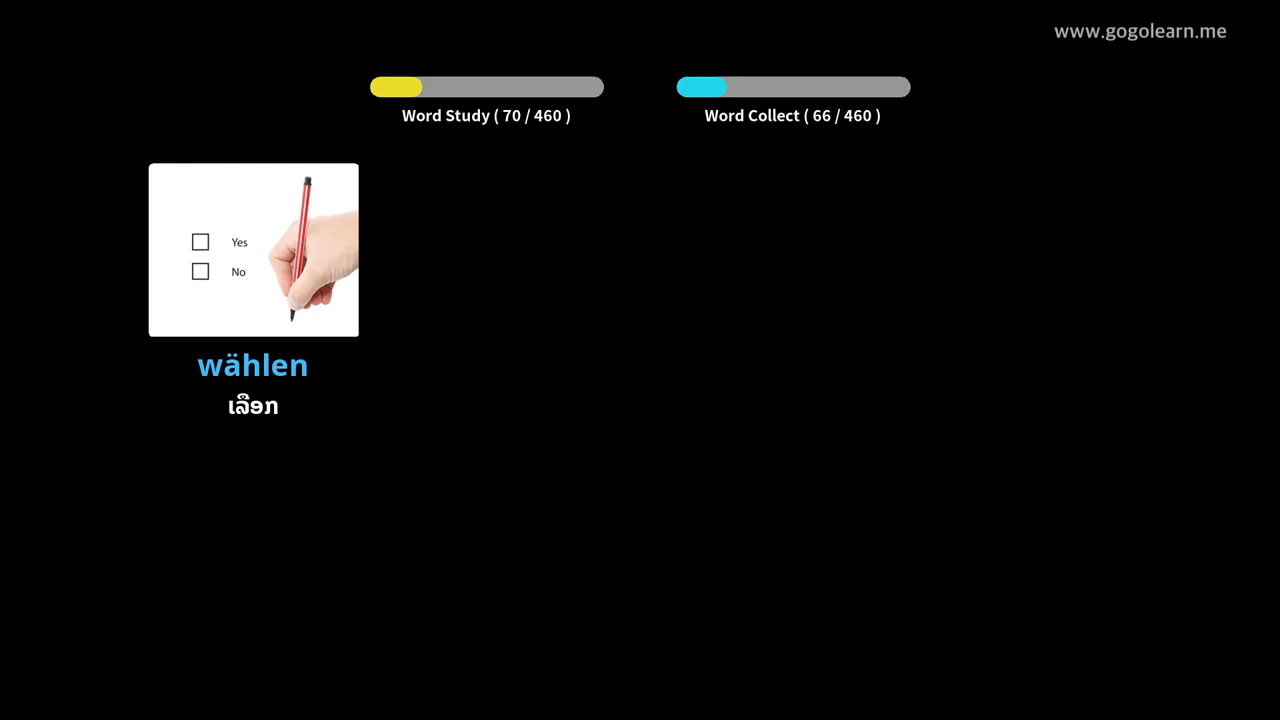 www.gogolearn.me
Word Study ( 70 / 460 )
Word Collect ( 66 / 460 )
Yes
No
wählen
ເລືອກ